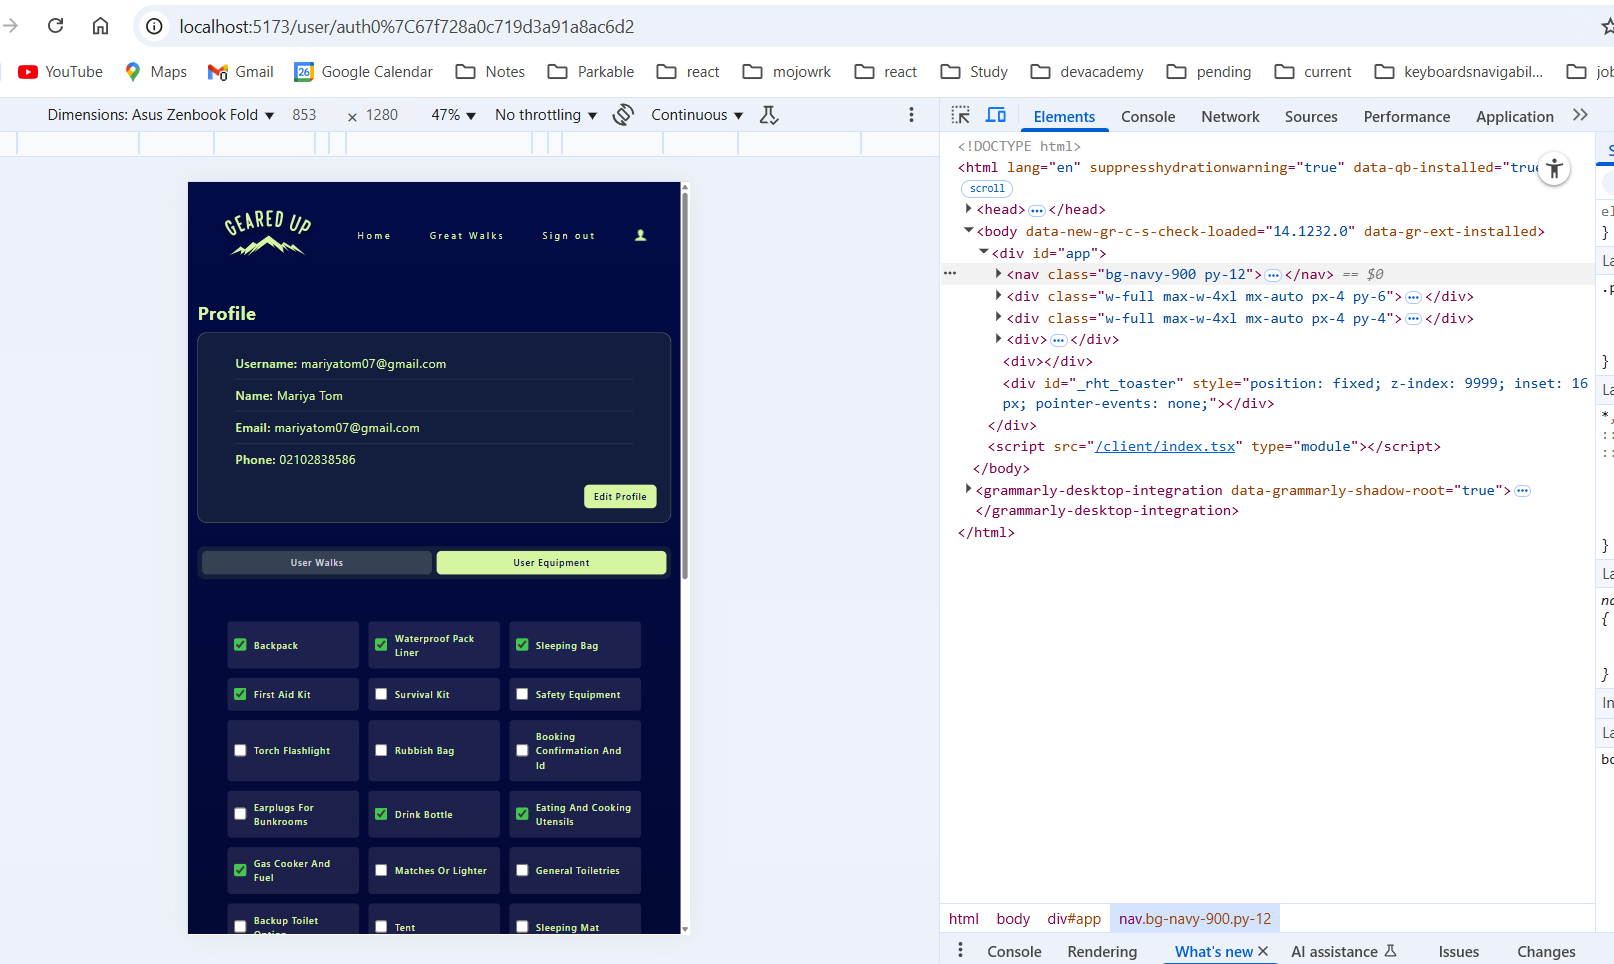 localhost:5173/user/auth0%7C67f728a0c719d3a91a8ac6d2
YouTube Maps Gmail 26 Google Calendar Notes Parkable react mojowrk react Study devacademy pending current keyboardsnavigabil... job
Dimensions: Asus Zenbook Fold 853 × 1280 47% No throttling Continuous
Elements Console Network Sources Performance Application
GEARED UP
Home Great Walks Sign out
Profile
Username: mariyatom07@gmail.com
Name: Mariya Tom
Email: mariyatom07@gmail.com
Phone: 02102838586
Edit Profile
User Walks User Equipment
Backpack Waterproof Pack Liner Sleeping Bag
First Aid Kit Survival Kit Safety Equipment
Torch Flashlight Rubbish Bag Booking Confirmation And Id
Earplugs For Bunkrooms Drink Bottle Eating And Cooking Utensils
Gas Cooker And Fuel Matches Or Lighter General Toiletries
Backup Toilet Option Tent Sleeping Mat
<!DOCTYPE html>
<html lang="en" suppresshydrationwarning="true" data-qb-installed="true
scroll
<head> ••• </head>
<body data-new-gr-c-s-check-loaded="14.1232.0" data-gr-ext-installed>
<div id="app">
••• <nav class="bg-navy-900 py-12"> ••• </nav> == $0
<div class="w-full max-w-4xl mx-auto px-4 py-6"> ••• </div>
<div class="w-full max-w-4xl mx-auto px-4 py-4"> ••• </div>
<div> ••• </div>
<div></div>
<div id="_rht_toaster" style="position: fixed; z-index: 9999; inset: 16
px; pointer-events: none;"></div>
</div>
<script src="/client/index.tsx" type="module"></script>
</body>
<grammarly-desktop-integration data-grammarly-shadow-root="true"> •••
</grammarly-desktop-integration>
</html>
html body div#app nav.bg-navy-900.py-12
Console Rendering What's new × AI assistance Issues Changes